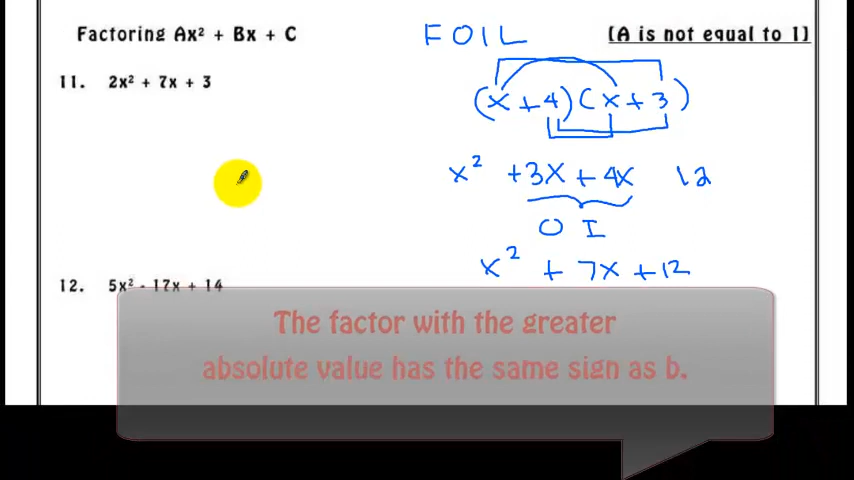 Factoring Ax² + Bx + C
FOIL
[A is not equal to 1]
11. 2x² + 7x + 3
(x + 4)(x + 3)
x² + 3x + 4x 12
O I
x² + 7x + 12
12. 5x² - 17x + 14
The factor with the greater
absolute value has the same sign as b.